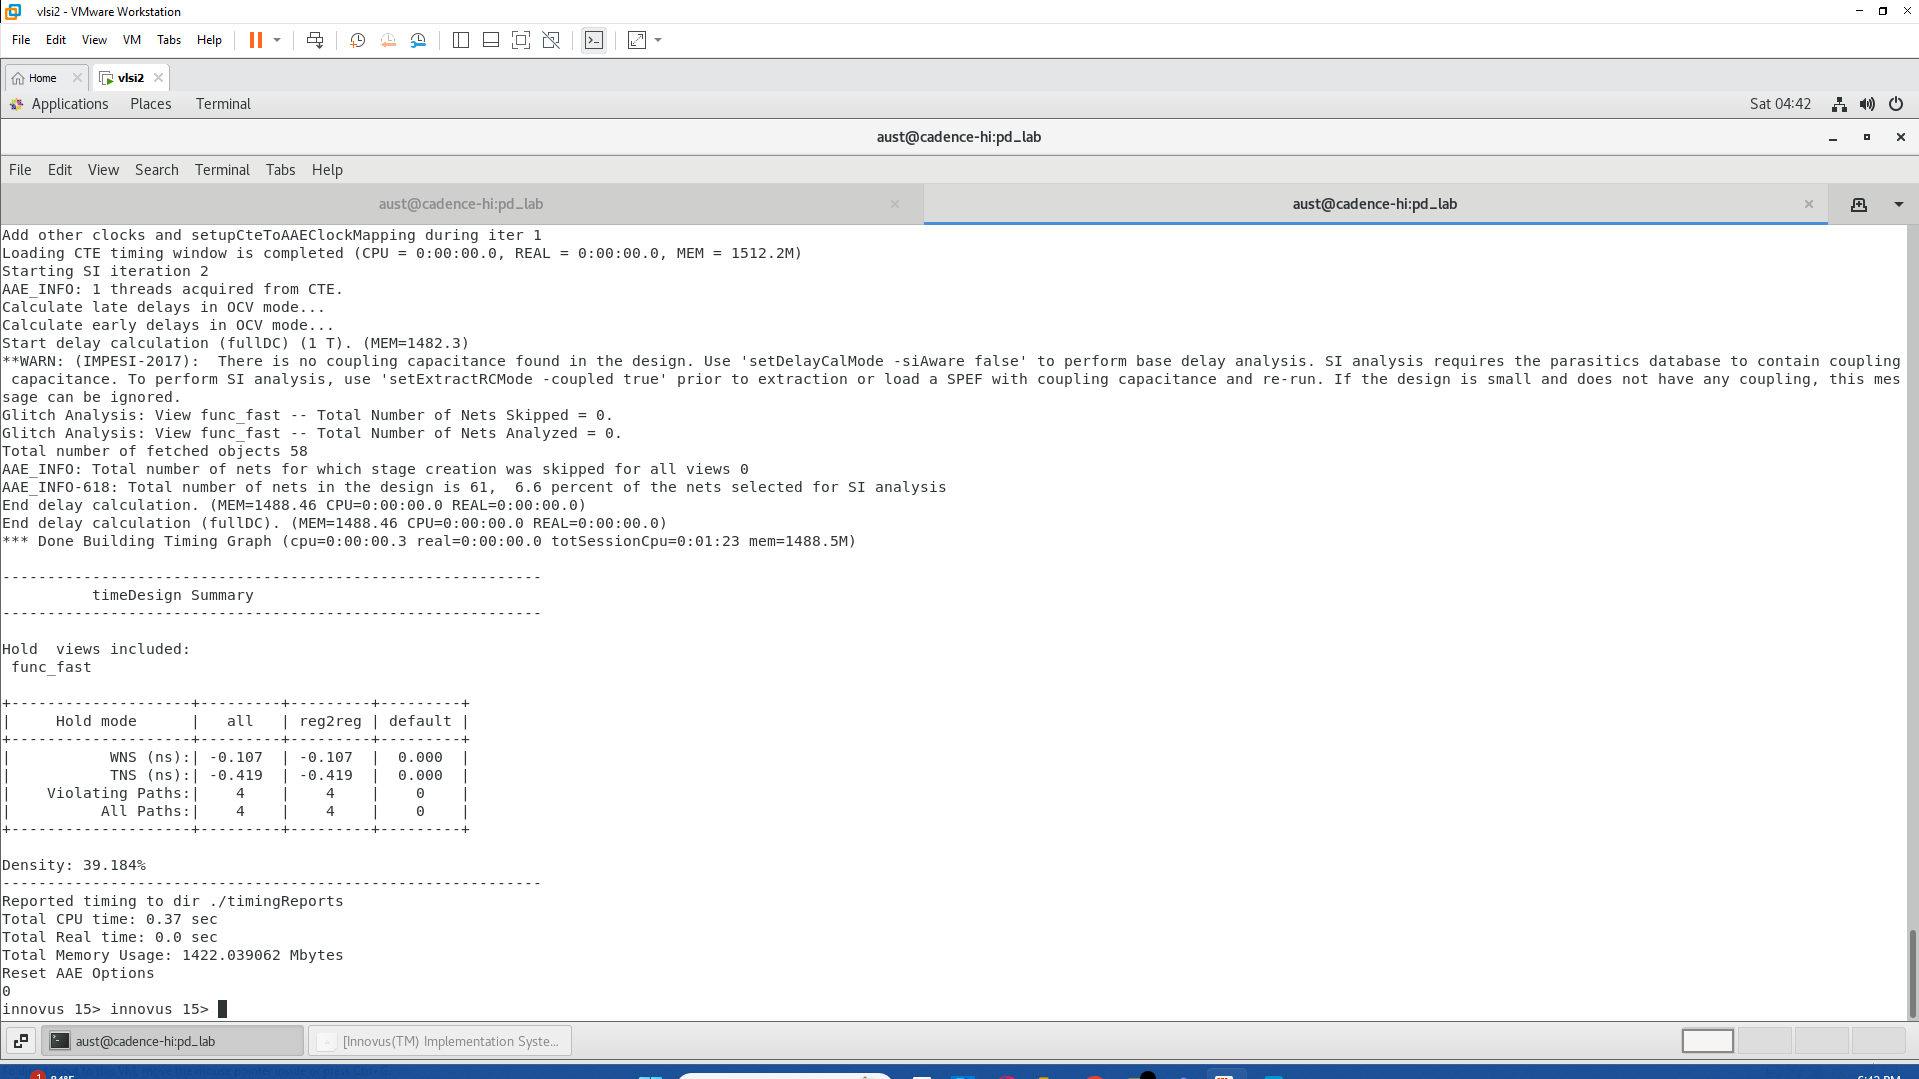 vlsi2 - VMware Workstation
File Edit View VM Tabs Help
Home vlsi2
Applications Places Terminal Sat 04:42
aust@cadence-hi:pd_lab
File Edit View Search Terminal Tabs Help
aust@cadence-hi:pd_lab aust@cadence-hi:pd_lab
Add other clocks and setupCteToAAEClockMapping during iter 1
Loading CTE timing window is completed (CPU = 0:00:00.0, REAL = 0:00:00.0, MEM = 1512.2M)
Starting SI iteration 2
AAE_INFO: 1 threads acquired from CTE.
Calculate late delays in OCV mode...
Calculate early delays in OCV mode...
Start delay calculation (fullDC) (1 T). (MEM=1482.3)
**WARN: (IMPESI-2017):  There is no coupling capacitance found in the design. Use 'setDelayCalMode -siAware false' to perform base delay analysis. SI analysis requires the parasitics database to contain coupling
 capacitance. To perform SI analysis, use 'setExtractRCMode -coupled true' prior to extraction or load a SPEF with coupling capacitance and re-run. If the design is small and does not have any coupling, this mes
sage can be ignored.
Glitch Analysis: View func_fast -- Total Number of Nets Skipped = 0.
Glitch Analysis: View func_fast -- Total Number of Nets Analyzed = 0.
Total number of fetched objects 58
AAE_INFO: Total number of nets for which stage creation was skipped for all views 0
AAE_INFO-618: Total number of nets in the design is 61,  6.6 percent of the nets selected for SI analysis
End delay calculation. (MEM=1488.46 CPU=0:00:00.0 REAL=0:00:00.0)
End delay calculation (fullDC). (MEM=1488.46 CPU=0:00:00.0 REAL=0:00:00.0)
*** Done Building Timing Graph (cpu=0:00:00.3 real=0:00:00.0 totSessionCpu=0:01:23 mem=1488.5M)
------------------------------------------------------------
          timeDesign Summary
------------------------------------------------------------
Hold  views included:
 func_fast
+--------------------+---------+---------+---------+
|     Hold mode      |   all   | reg2reg | default |
+--------------------+---------+---------+---------+
|           WNS (ns):| -0.107  | -0.107  |  0.000  |
|           TNS (ns):| -0.419  | -0.419  |  0.000  |
|    Violating Paths:|    4    |    4    |    0    |
|          All Paths:|    4    |    4    |    0    |
+--------------------+---------+---------+---------+
Density: 39.184%
------------------------------------------------------------
Reported timing to dir ./timingReports
Total CPU time: 0.37 sec
Total Real time: 0.0 sec
Total Memory Usage: 1422.039062 Mbytes
Reset AAE Options
0
innovus 15> innovus 15>
aust@cadence-hi:pd_lab [Innovus(TM) Implementation Syste...